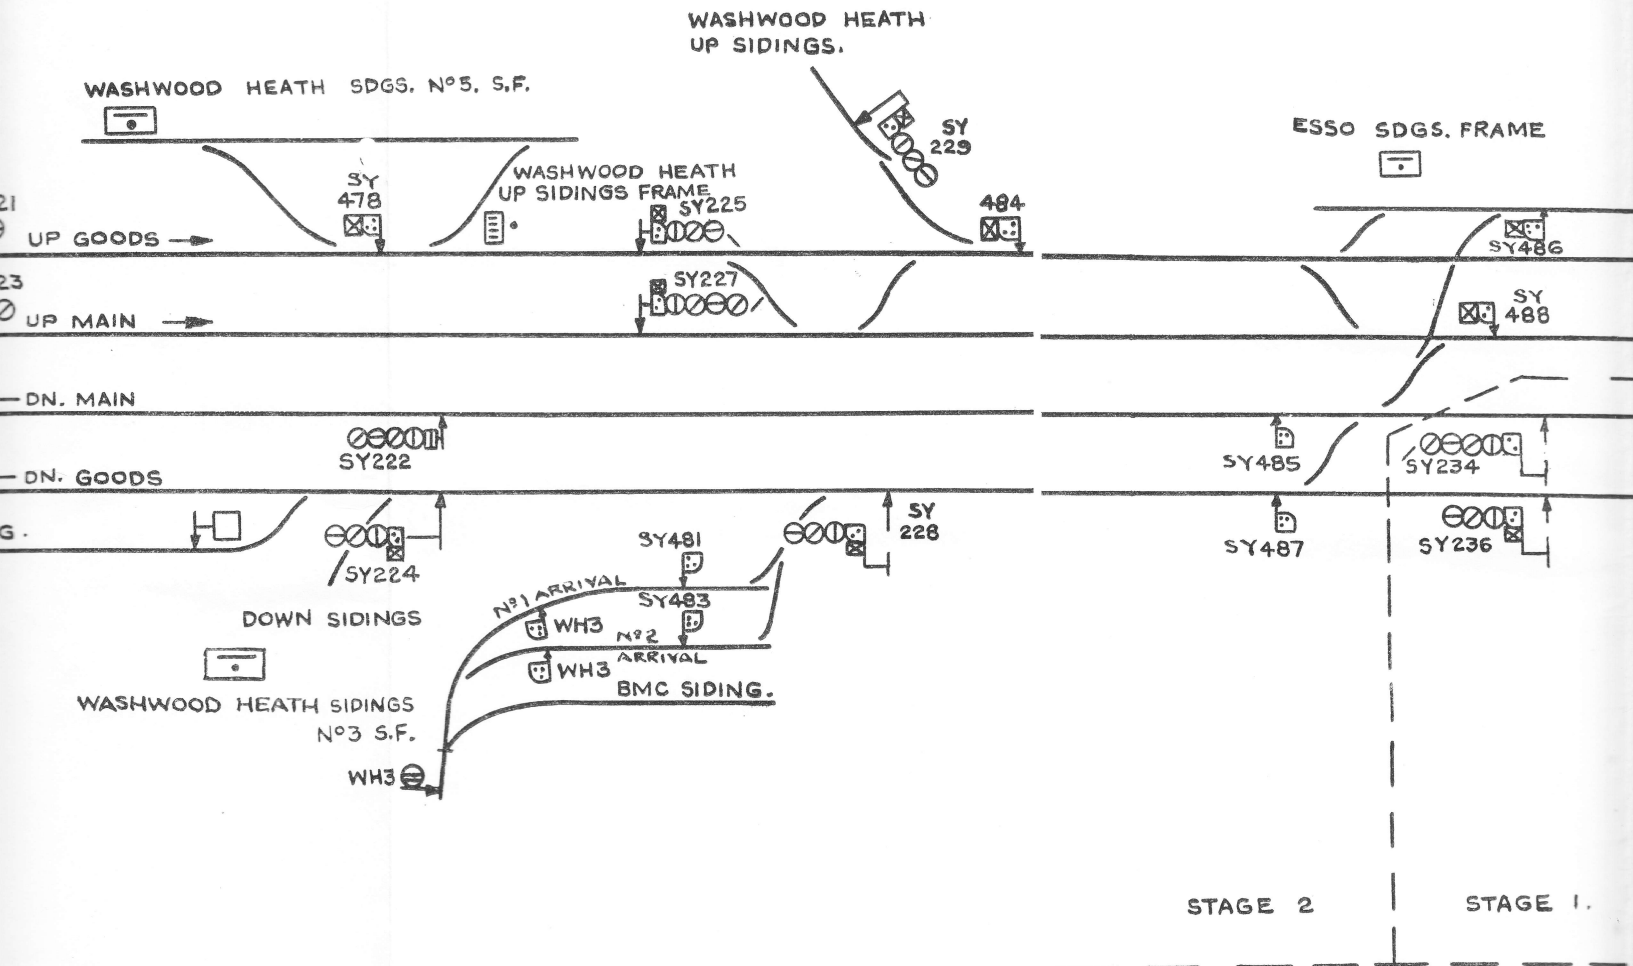 WASHWOOD HEATH
UP SIDINGS.
WASHWOOD HEATH SDGS. Nº5. S.F.
SY
229
ESSO SDGS. FRAME
SY
478
WASHWOOD HEATH
UP SIDINGS FRAME
SY225
484
21
UP GOODS
SY486
23
SY227
SY
488
UP MAIN
DN. MAIN
SY222
SY485
SY234
DN. GOODS
G.
SY224
SY481
SY
228
SY487
SY236
Nº1 ARRIVAL
SY483
DOWN SIDINGS
WH3
Nº2
ARRIVAL
WH3
BMC SIDING.
WASHWOOD HEATH SIDINGS
Nº3 S.F.
WH3
STAGE 2
STAGE 1.